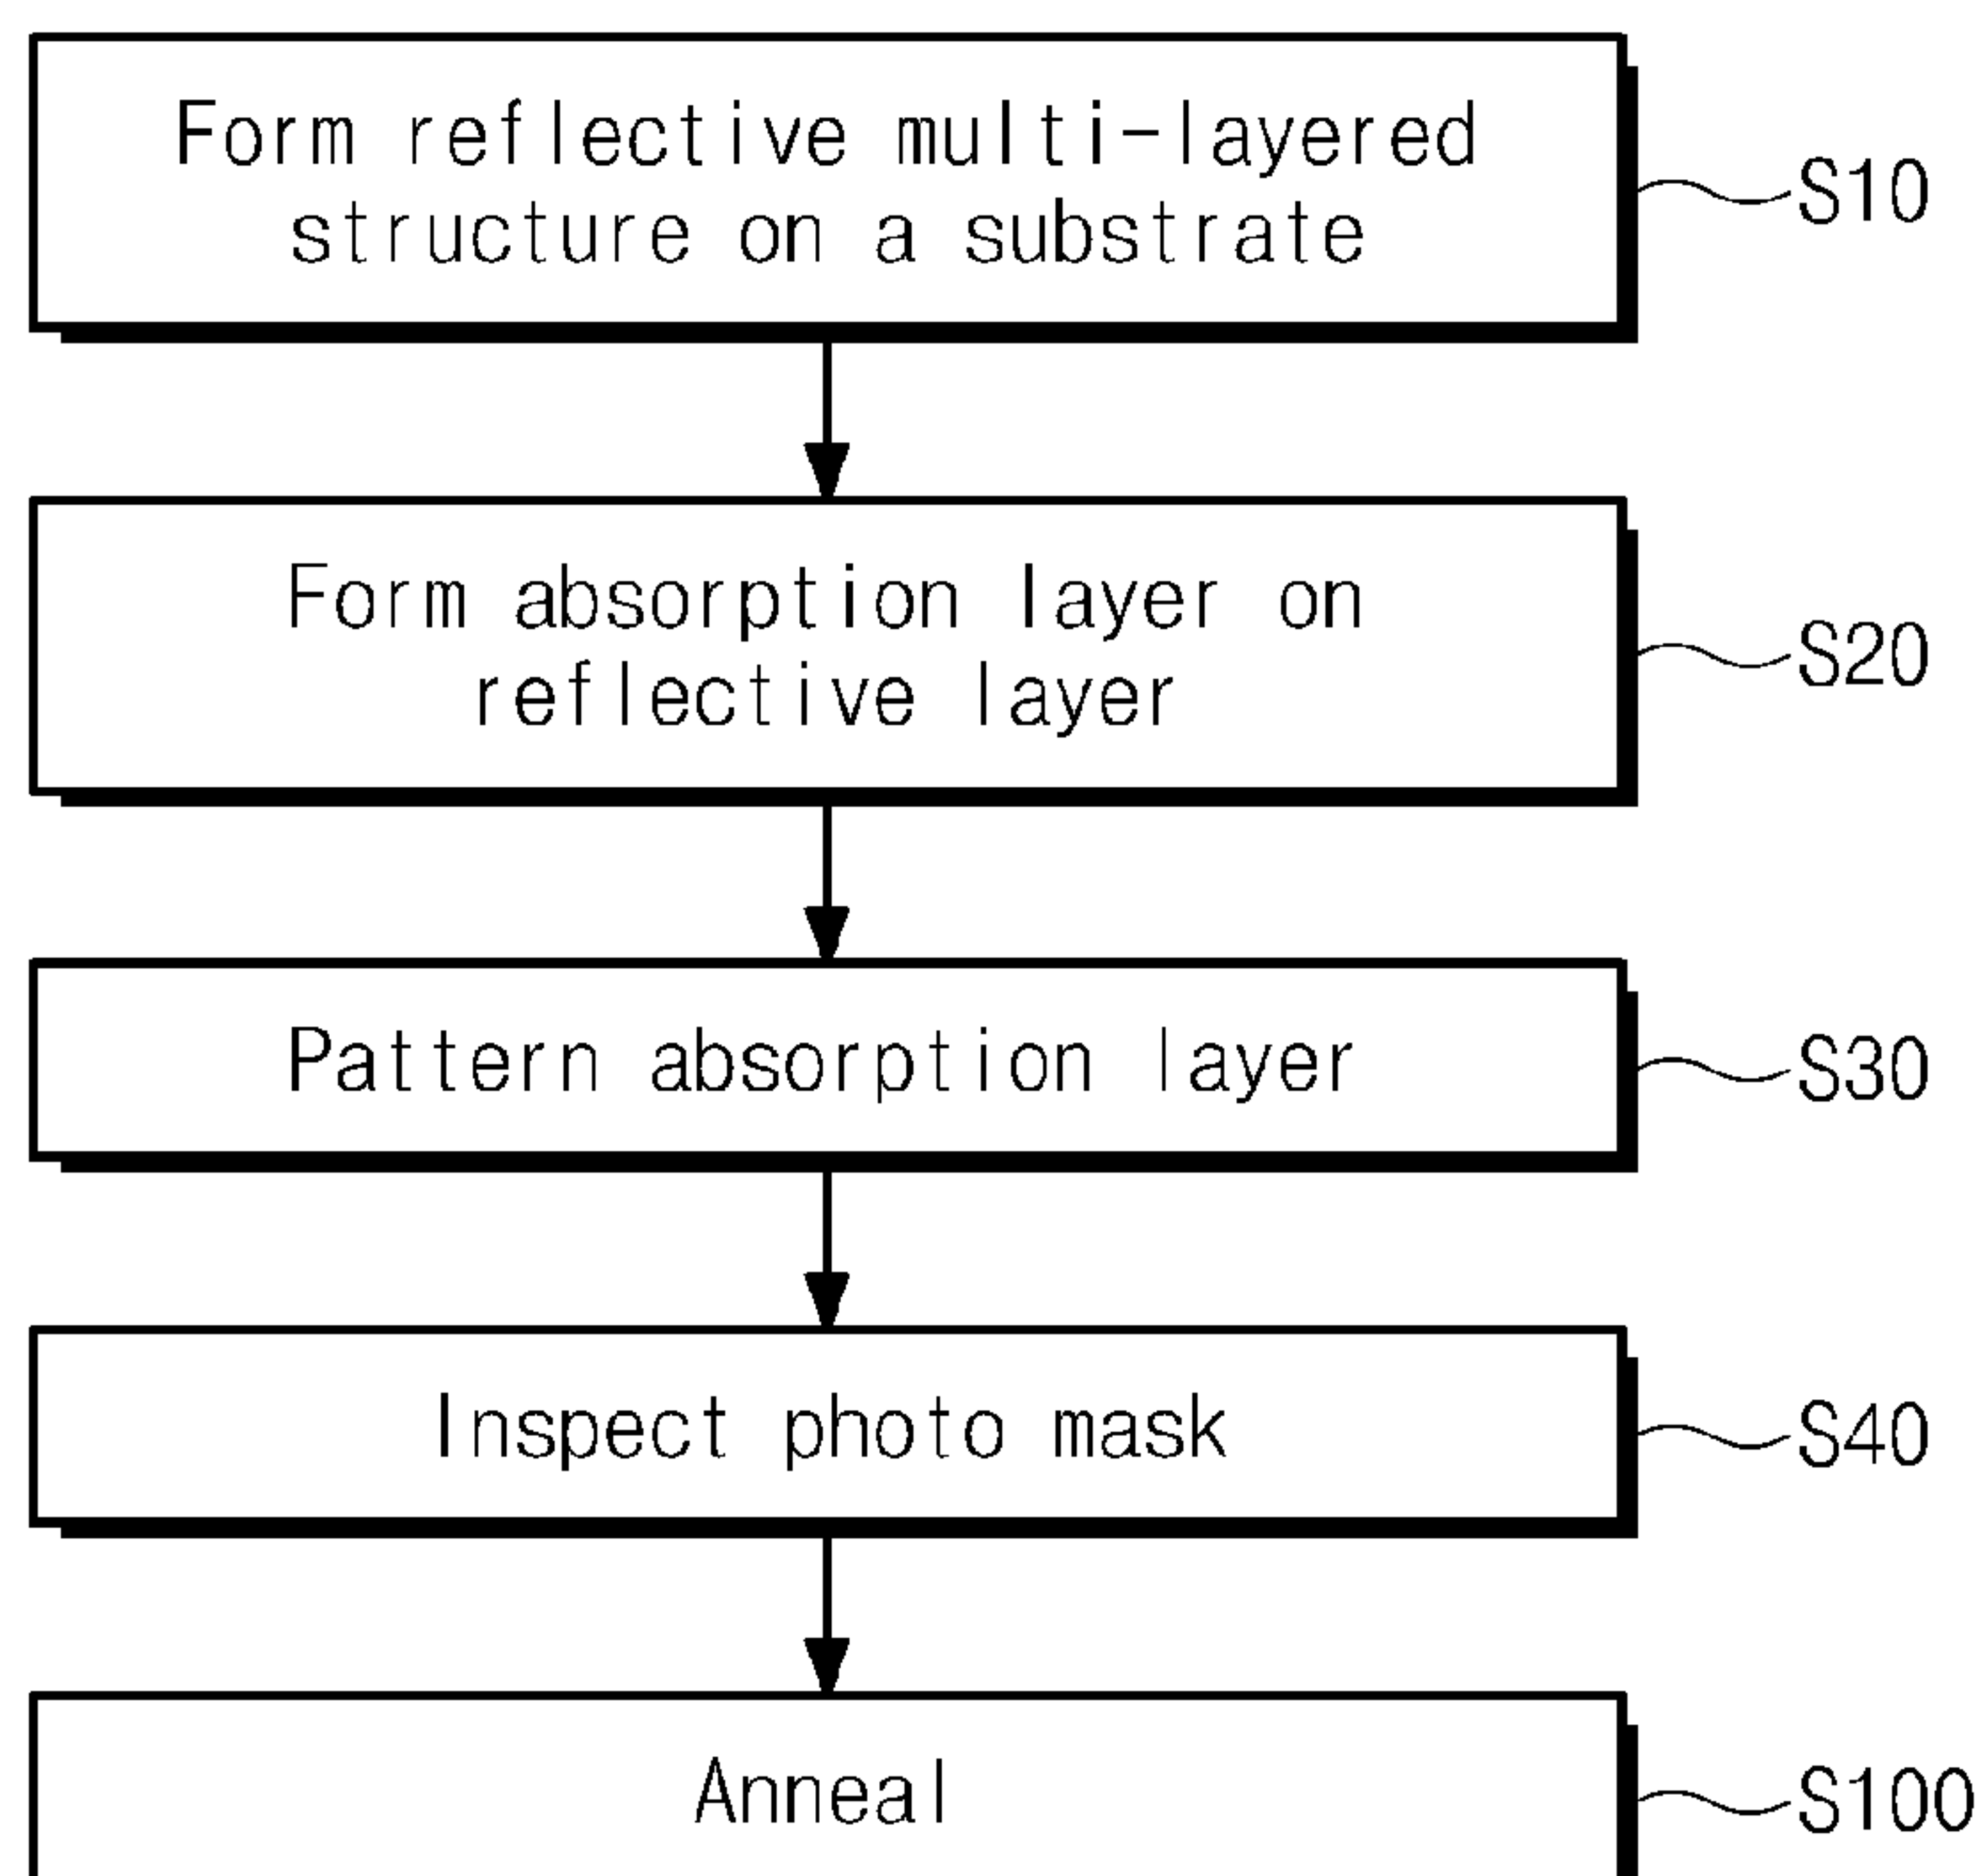 Form reflective multi-layered
structure on a substrate
S10
Form absorption layer on
reflective layer
S20
Pattern absorption layer
S30
Inspect photo mask
S40
Anneal
S100